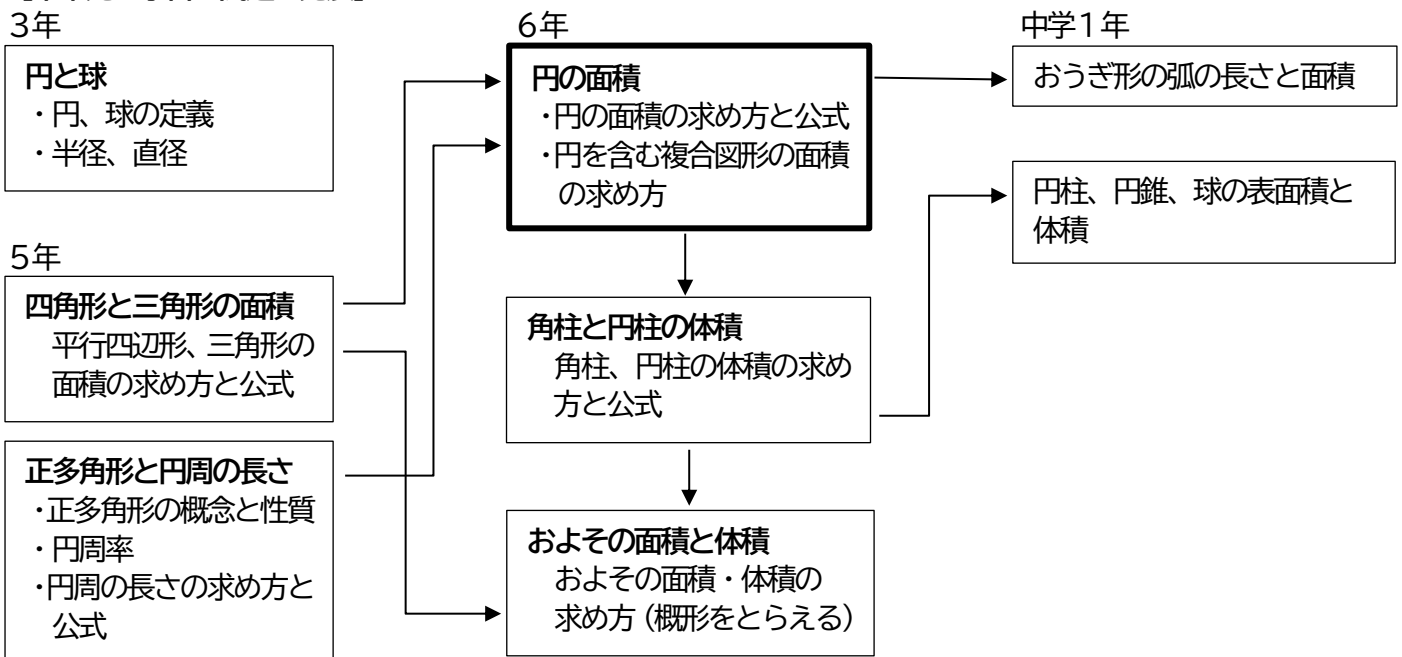 3年
円と球
・円、球の定義
・半径、直径
5年
四角形と三角形の面積
平行四辺形、三角形の
面積の求め方と公式
正多角形と円周の長さ
・正多角形の概念と性質
・円周率
・円周の長さの求め方と
公式
6年
円の面積
・円の面積の求め方と公式
・円を含む複合図形の面積
の求め方
角柱と円柱の体積
角柱、円柱の体積の求め
方と公式
およその面積と体積
およその面積・体積の
求め方（概形をとらえる）
中学1年
おうぎ形の弧の長さと面積
円柱、円錐、球の表面積と
体積